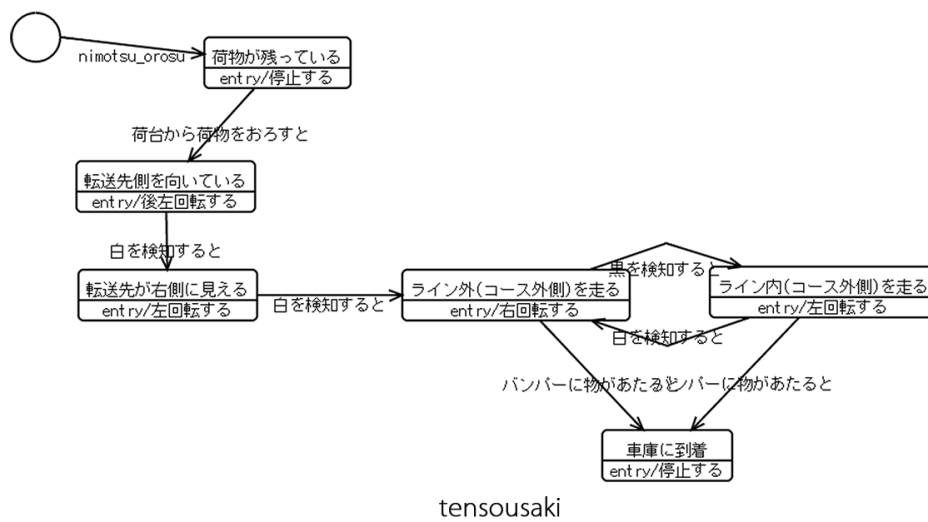 nimotsu_orosu
荷物が残っている
entry/停止する
荷台から荷物をおろすと
転送先側を向いている
entry/後左回転する
白を検知すると
転送先が右側に見える
entry/左回転する
白を検知すると
ライン外(コース外側)を走る
entry/右回転する
黒を検知すると
ライン内(コース外側)を走る
entry/左回転する
白を検知すると
バンパーに物があたると
バンパーに物があたると
車庫に到着
entry/停止する
tensousaki